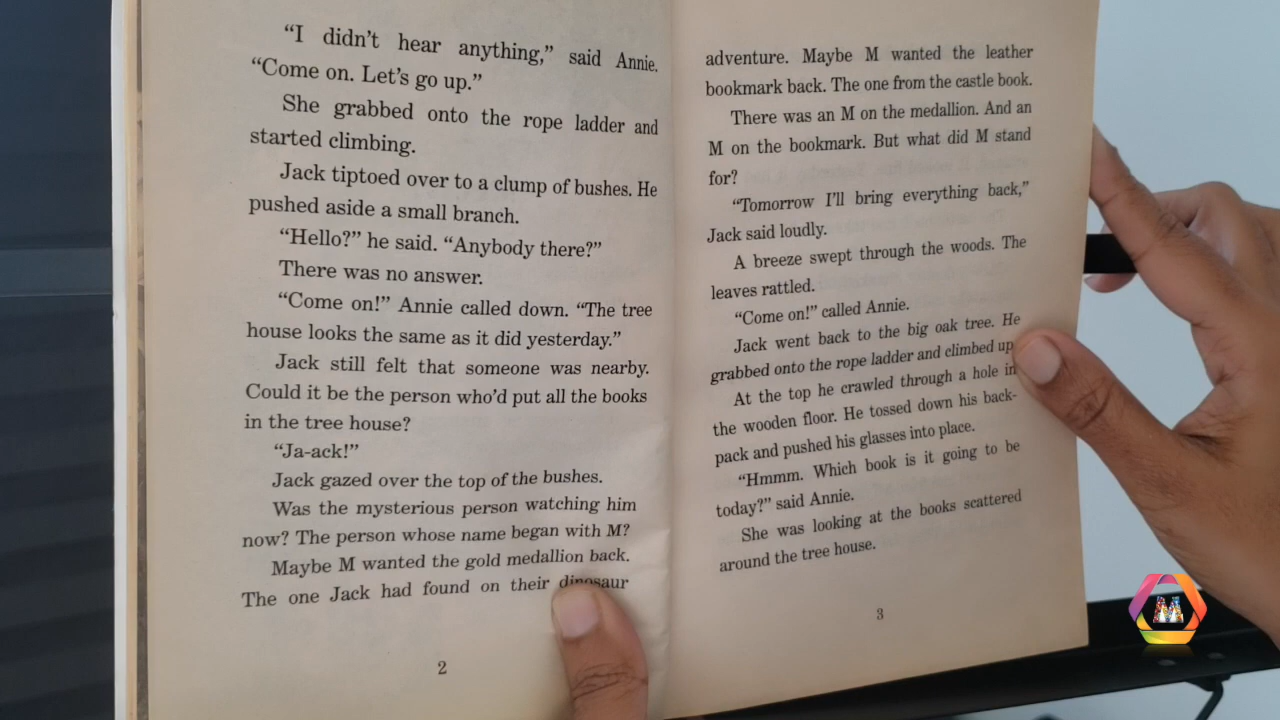 “I didn’t hear anything,” said Annie.
“Come on. Let’s go up.”
She grabbed onto the rope ladder and
started climbing.
Jack tiptoed over to a clump of bushes. He
pushed aside a small branch.
“Hello?” he said. “Anybody there?”
There was no answer.
“Come on!” Annie called down. “The tree
house looks the same as it did yesterday.”
Jack still felt that someone was nearby.
Could it be the person who’d put all the books
in the tree house?
“Ja-ack!”
Jack gazed over the top of the bushes.
Was the mysterious person watching him
now? The person whose name began with M?
Maybe M wanted the gold medallion back.
The one Jack had found on their dinosaur
2
adventure. Maybe M wanted the leather
bookmark back. The one from the castle book.
There was an M on the medallion. And an
M on the bookmark. But what did M stand
for?
“Tomorrow I’ll bring everything back,”
Jack said loudly.
A breeze swept through the woods. The
leaves rattled.
“Come on!” called Annie.
Jack went back to the big oak tree. He
grabbed onto the rope ladder and climbed up.
At the top he crawled through a hole in
the wooden floor. He tossed down his back-
pack and pushed his glasses into place.
“Hmmm. Which book is it going to be
today?” said Annie.
She was looking at the books scattered
around the tree house.
3
M